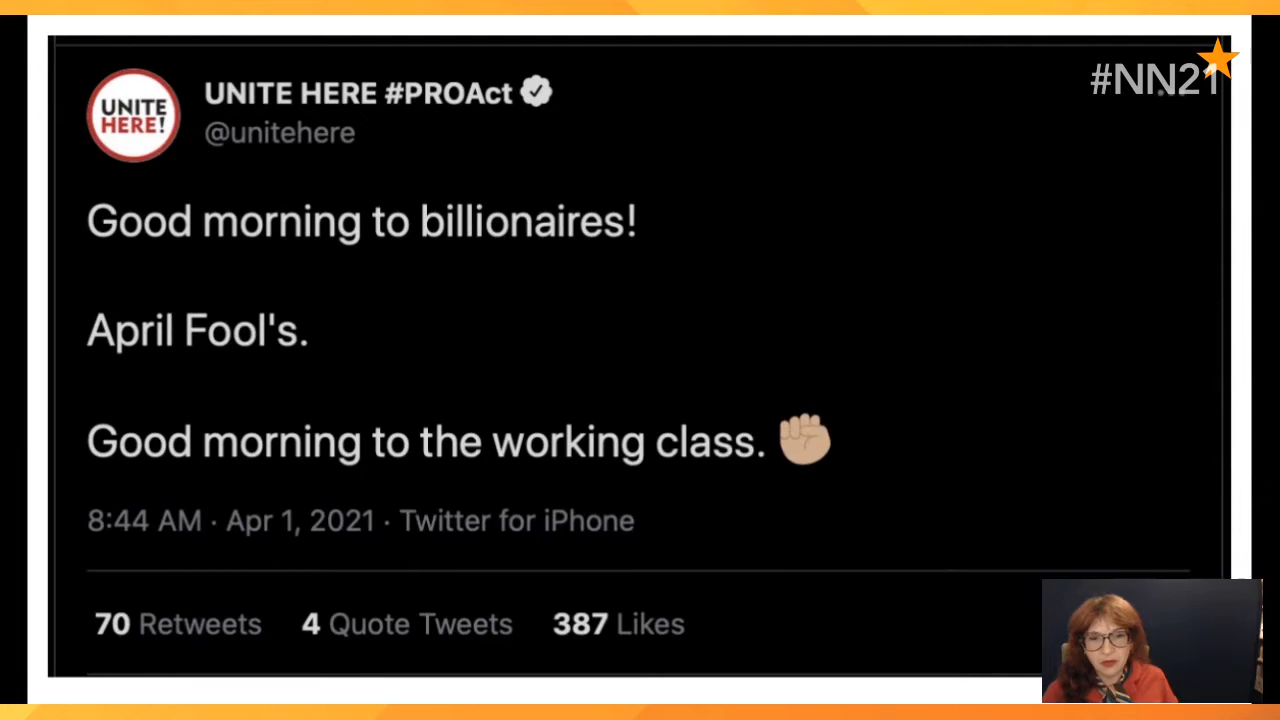 #NN21
UNITE HERE #PROAct
@unitehere
UNITE
HERE!
Good morning to billionaires!
April Fool's.
Good morning to the working class. ✊🏼
8:44 AM · Apr 1, 2021 · Twitter for iPhone
70 Retweets 4 Quote Tweets 387 Likes